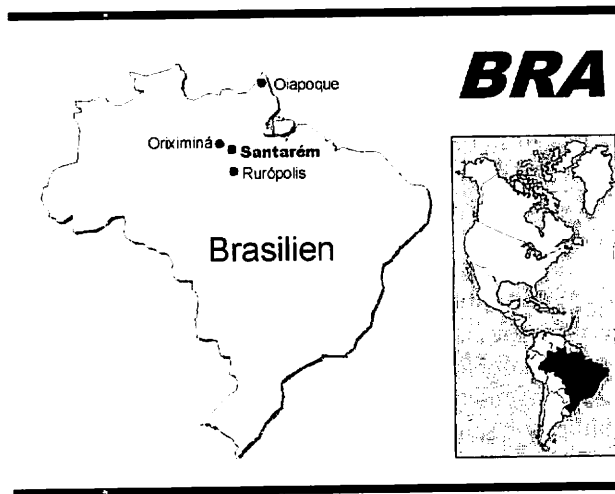 Oiapoque
BRA
Oriximiná
Santarém
Rurópolis
Brasilien